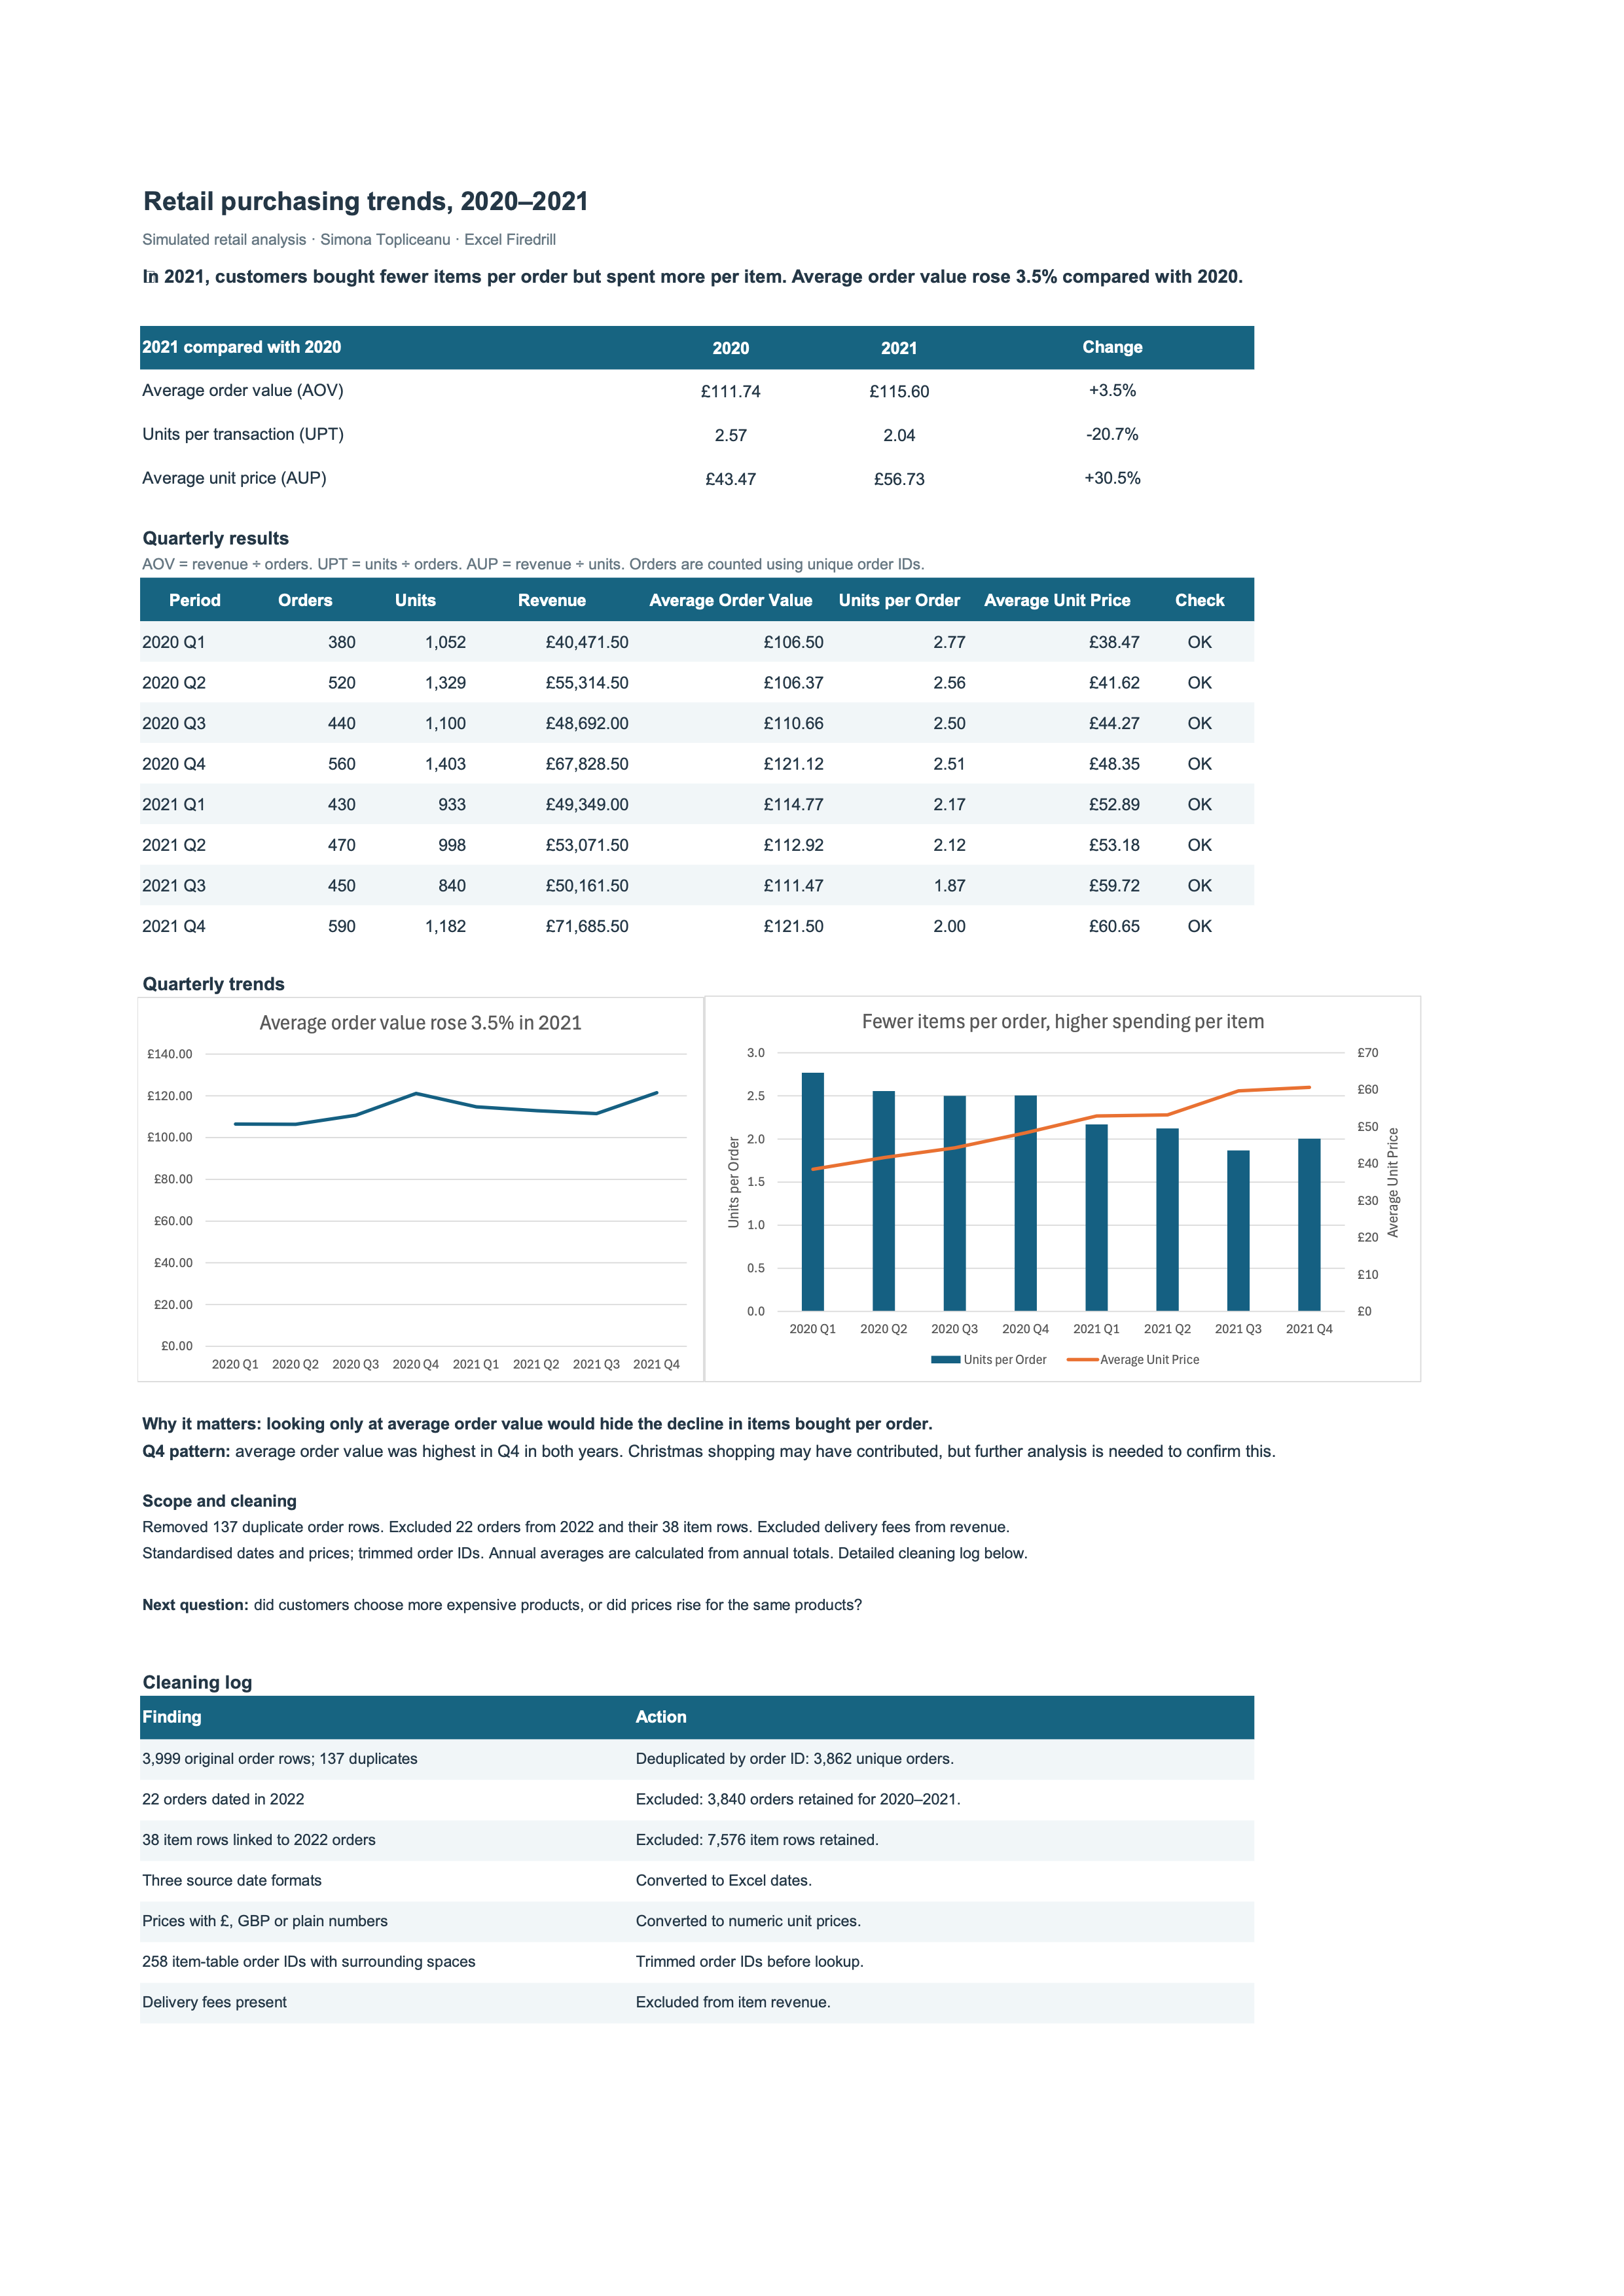 Retail purchasing trends, 2020–2021
Simulated retail analysis · Simona Topliceanu · Excel Firedrill
In 2021, customers bought fewer items per order but spent more per item. Average order value rose 3.5% compared with 2020.
2021 compared with 2020 2020 2021 Change
Average order value (AOV) £111.74 £115.60 +3.5%
Units per transaction (UPT) 2.57 2.04 -20.7%
Average unit price (AUP) £43.47 £56.73 +30.5%
Quarterly results
AOV = revenue ÷ orders. UPT = units ÷ orders. AUP = revenue ÷ units. Orders are counted using unique order IDs.
Period Orders Units Revenue Average Order Value Units per Order Average Unit Price Check
2020 Q1 380 1,052 £40,471.50 £106.50 2.77 £38.47 OK
2020 Q2 520 1,329 £55,314.50 £106.37 2.56 £41.62 OK
2020 Q3 440 1,100 £48,692.00 £110.66 2.50 £44.27 OK
2020 Q4 560 1,403 £67,828.50 £121.12 2.51 £48.35 OK
2021 Q1 430 933 £49,349.00 £114.77 2.17 £52.89 OK
2021 Q2 470 998 £53,071.50 £112.92 2.12 £53.18 OK
2021 Q3 450 840 £50,161.50 £111.47 1.87 £59.72 OK
2021 Q4 590 1,182 £71,685.50 £121.50 2.00 £60.65 OK
Quarterly trends
Average order value rose 3.5% in 2021
£140.00
£120.00
£100.00
£80.00
£60.00
£40.00
£20.00
£0.00
2020 Q1 2020 Q2 2020 Q3 2020 Q4 2021 Q1 2021 Q2 2021 Q3 2021 Q4
Fewer items per order, higher spending per item
Units per Order
3.0
2.5
2.0
1.5
1.0
0.5
0.0
£70
£60
£50
£40
£30
£20
£10
£0
Average Unit Price
2020 Q1 2020 Q2 2020 Q3 2020 Q4 2021 Q1 2021 Q2 2021 Q3 2021 Q4
Units per Order Average Unit Price
Why it matters: looking only at average order value would hide the decline in items bought per order.
Q4 pattern: average order value was highest in Q4 in both years. Christmas shopping may have contributed, but further analysis is needed to confirm this.
Scope and cleaning
Removed 137 duplicate order rows. Excluded 22 orders from 2022 and their 38 item rows. Excluded delivery fees from revenue.
Standardised dates and prices; trimmed order IDs. Annual averages are calculated from annual totals. Detailed cleaning log below.
Next question: did customers choose more expensive products, or did prices rise for the same products?
Cleaning log
Finding Action
3,999 original order rows; 137 duplicates Deduplicated by order ID: 3,862 unique orders.
22 orders dated in 2022 Excluded: 3,840 orders retained for 2020–2021.
38 item rows linked to 2022 orders Excluded: 7,576 item rows retained.
Three source date formats Converted to Excel dates.
Prices with £, GBP or plain numbers Converted to numeric unit prices.
258 item-table order IDs with surrounding spaces Trimmed order IDs before lookup.
Delivery fees present Excluded from item revenue.